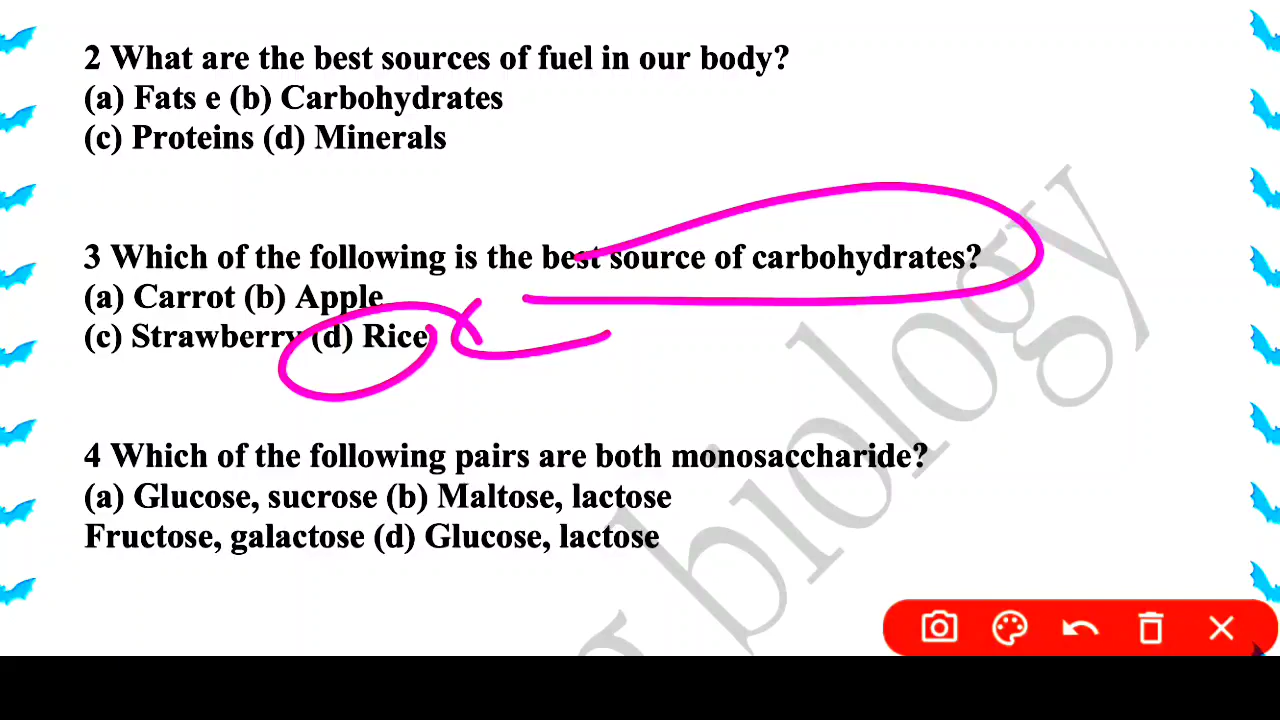 2 What are the best sources of fuel in our body?
(a) Fats e (b) Carbohydrates
(c) Proteins (d) Minerals
3 Which of the following is the best source of carbohydrates?
(a) Carrot (b) Apple
(c) Strawberry (d) Rice
4 Which of the following pairs are both monosaccharide?
(a) Glucose, sucrose (b) Maltose, lactose
Fructose, galactose (d) Glucose, lactose
biology